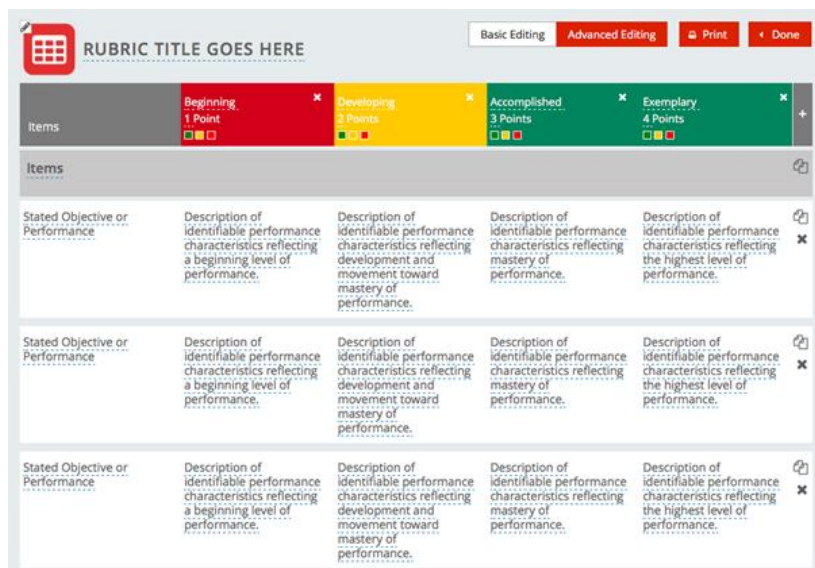 RUBRIC TITLE GOES HERE
Basic Editing
Advanced Editing
Print
Done
Items
Beginning
1 Point
Developing
2 Points
Accomplished
3 Points
Exemplary
4 Points
Items
Stated Objective or
Performance
Description of
identifiable performance
characteristics reflecting
a beginning level of
performance.
Description of
identifiable performance
characteristics reflecting
development and
movement toward
mastery of
performance.
Description of
identifiable performance
characteristics reflecting
mastery of
performance.
Description of
identifiable performance
characteristics reflecting
the highest level of
performance.
Stated Objective or
Performance
Description of
identifiable performance
characteristics reflecting
a beginning level of
performance.
Description of
identifiable performance
characteristics reflecting
development and
movement toward
mastery of
performance.
Description of
identifiable performance
characteristics reflecting
mastery of
performance.
Description of
identifiable performance
characteristics reflecting
the highest level of
performance.
Stated Objective or
Performance
Description of
identifiable performance
characteristics reflecting
a beginning level of
performance.
Description of
identifiable performance
characteristics reflecting
development and
movement toward
mastery of
performance.
Description of
identifiable performance
characteristics reflecting
mastery of
performance.
Description of
identifiable performance
characteristics reflecting
the highest level of
performance.